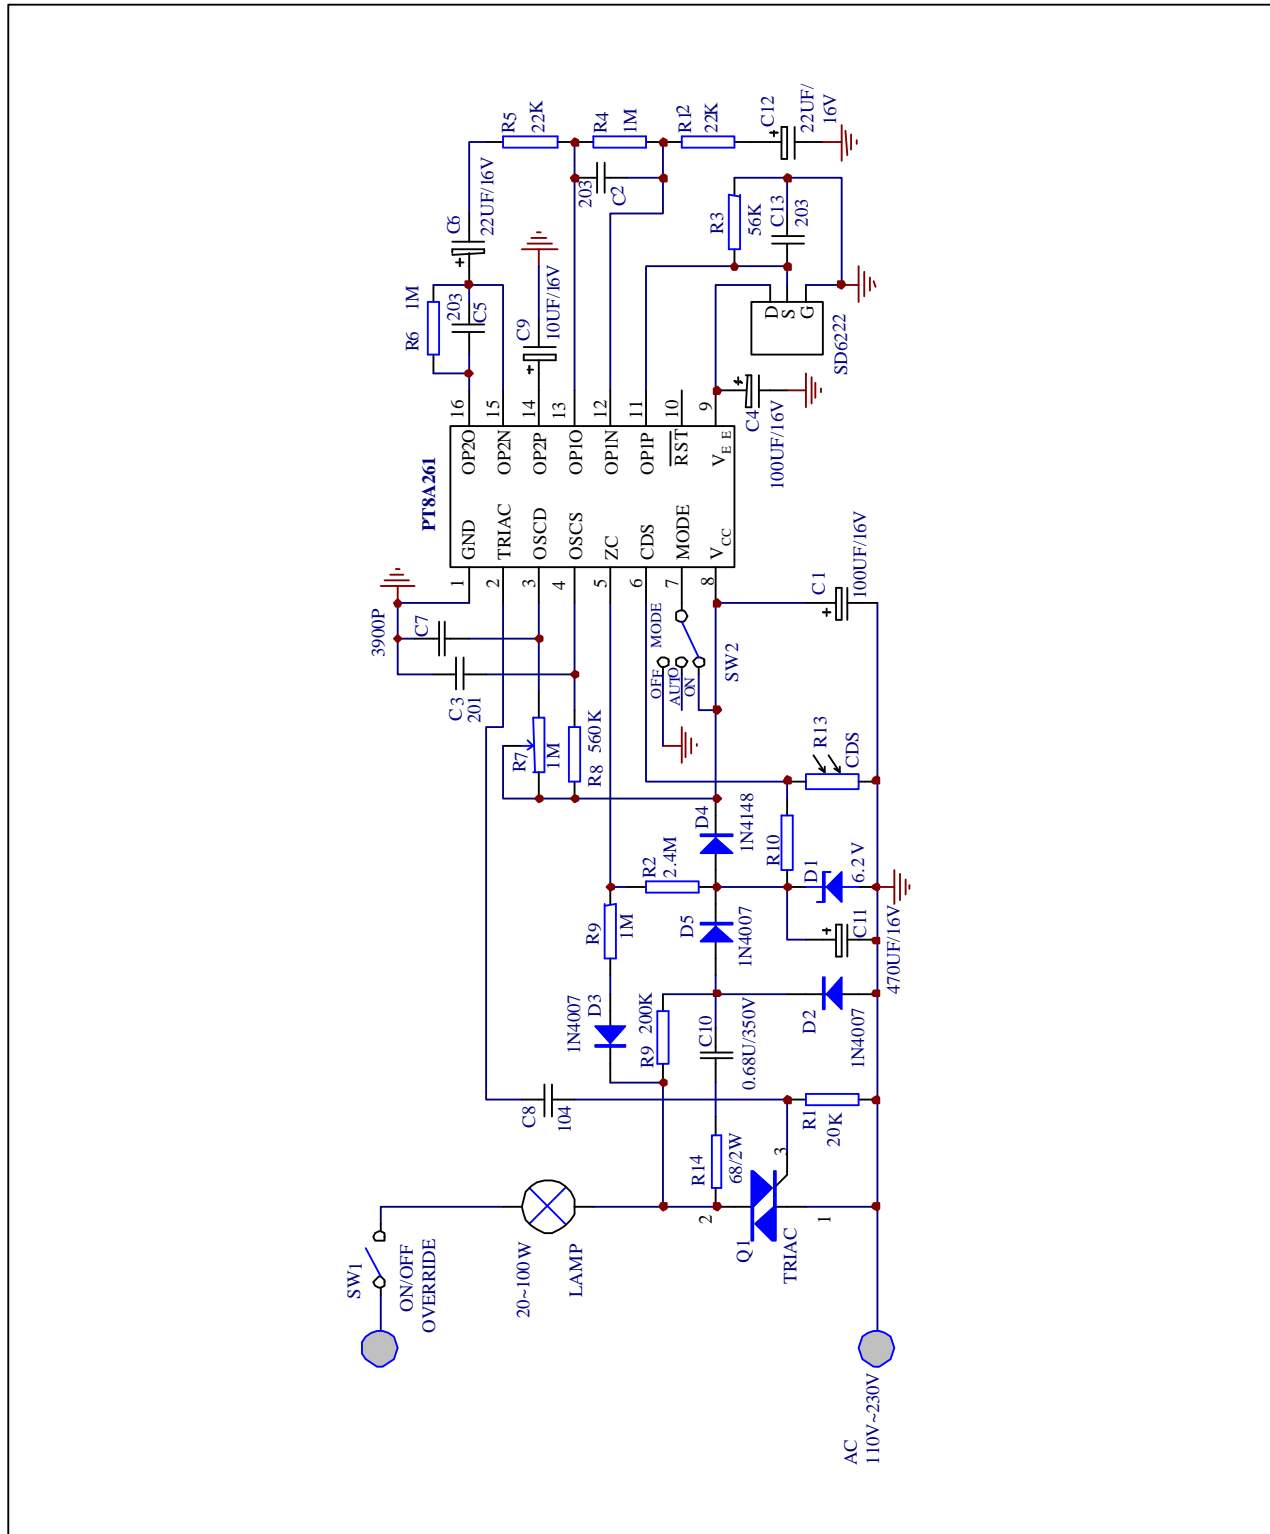 R5
22K
R4
1M
R12
22K
C12
22UF/
16V
C6
22UF/16V
203
C2
R3
56K
C13
203
R6
1M
203
C5
C9
10UF/16V
D
S
G
SD6222
C4
100UF/16V
PT8A261
16
15
14
13
12
11
10
9
OP2O
OP2N
OP2P
OP1O
OP1N
OP1P
RST
VEE
GND
TRIAC
OSCD
OSCS
ZC
CDS
MODE
VCC
1
2
3
4
5
6
7
8
3900P
C7
C3
201
MODE
OFF
AUTO
ON
SW2
C1
100UF/16V
R7
1M
R8
560K
R13
CDS
D4
1N4148
R2
2.4M
R10
D1
6.2V
R9
1M
D5
1N4007
C11
470UF/16V
D3
1N4007
R9
200K
C10
0.68U/350V
D2
1N4007
C8
104
R14
68/2W
R1
20K
3
2
1
Q1
TRIAC
SW1
ON/OFF
OVERRIDE
20~100W
LAMP
AC
110V~230V